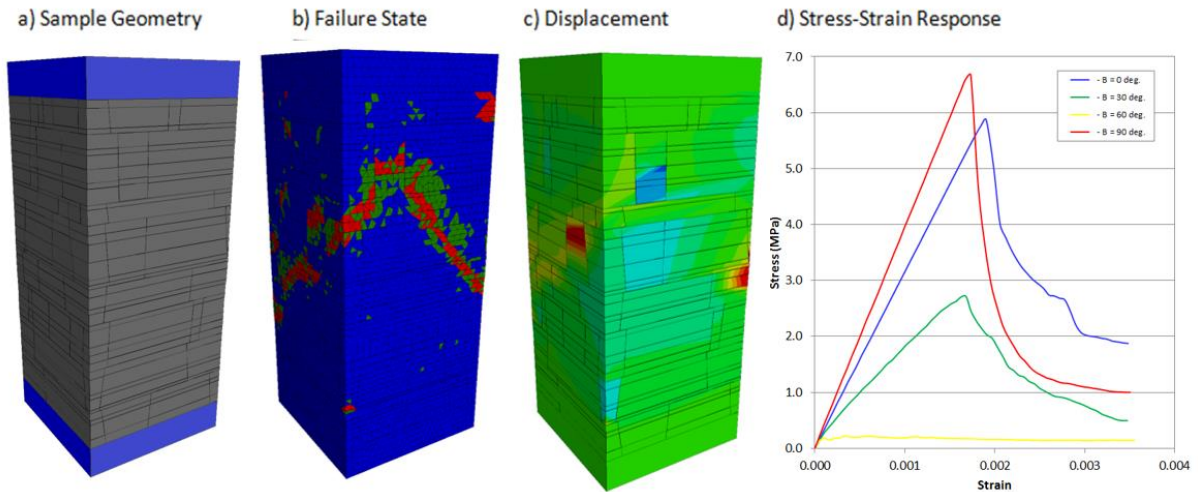 a) Sample Geometry
b) Failure State
c) Displacement
d) Stress-Strain Response
7.0
6.0
5.0
4.0
3.0
2.0
1.0
0.0
Stress (MPa)
- B = 0 deg.
- B = 30 deg.
- B = 60 deg.
- B = 90 deg.
0.000
0.001
0.002
0.003
0.004
Strain